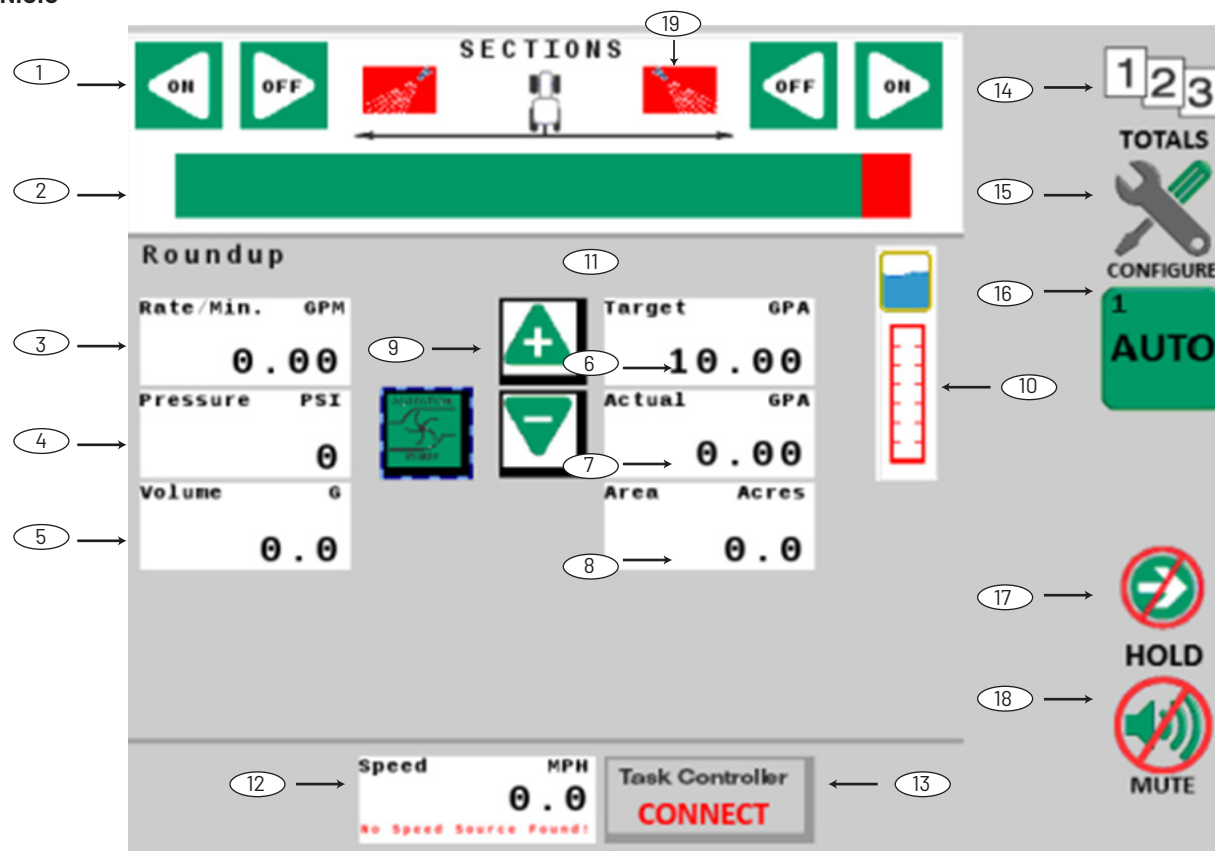 SECTIONS
19
1
ON
OFF
OFF
ON
14
1 2 3
TOTALS
2
15
CONFIGURE
Roundup
11
16
1
AUTO
Rate/Min. GPM
0.00
3
9
+
Target GPA
10.00
6
10
Pressure PSI
0
4
−
Actual GPA
0.00
7
Volume G
0.0
5
Area Acres
0.0
8
17
HOLD
18
MUTE
12
Speed MPH
0.0
No Speed Source Found!
Task Controller
CONNECT
13